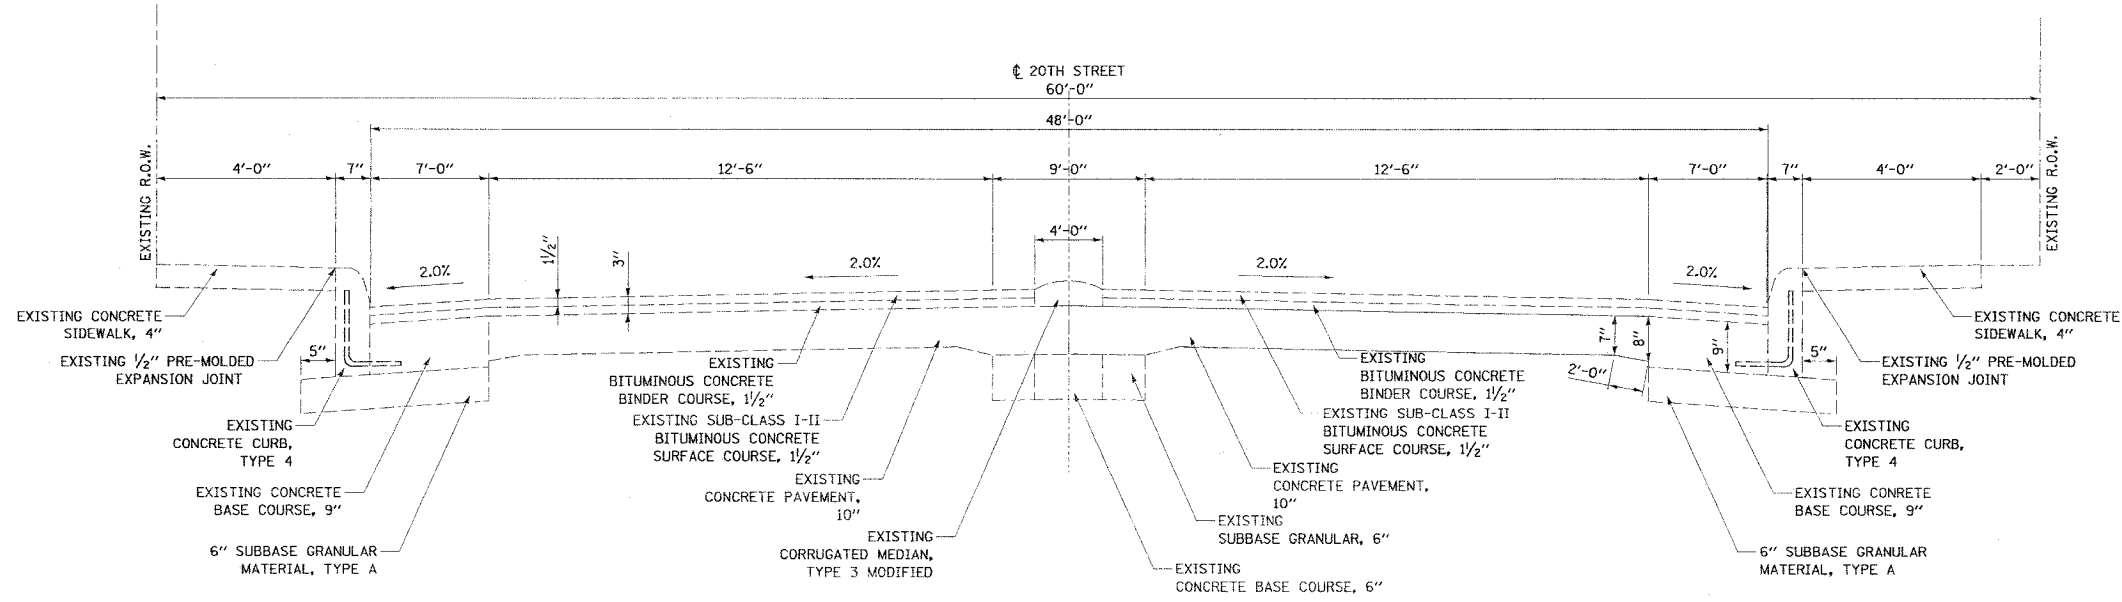 ℄ 20TH STREET
60'-0"
48'-0"
EXISTING R.O.W.
4'-0"
7"
7'-0"
12'-6"
9'-0"
12'-6"
7'-0"
7"
4'-0"
2'-0"
EXISTING R.O.W.
4'-0"
2.0%
1½"
3"
2.0%
2.0%
2.0%
EXISTING CONCRETE
SIDEWALK, 4"
EXISTING ½" PRE-MOLDED
EXPANSION JOINT
5"
EXISTING
CONCRETE CURB,
TYPE 4
EXISTING CONCRETE
BASE COURSE, 9"
6" SUBBASE GRANULAR
MATERIAL, TYPE A
EXISTING
BITUMINOUS CONCRETE
BINDER COURSE, 1½"
EXISTING SUB-CLASS I-II
BITUMINOUS CONCRETE
SURFACE COURSE, 1½"
EXISTING
CONCRETE PAVEMENT,
10"
EXISTING
CORRUGATED MEDIAN,
TYPE 3 MODIFIED
EXISTING
BITUMINOUS CONCRETE
BINDER COURSE, 1½"
EXISTING SUB-CLASS I-II
BITUMINOUS CONCRETE
SURFACE COURSE, 1½"
EXISTING
CONCRETE PAVEMENT,
10"
EXISTING
SUBBASE GRANULAR, 6"
EXISTING
CONCRETE BASE COURSE, 6"
7"
8"
9"
2'-0"
5"
EXISTING CONCRETE
SIDEWALK, 4"
EXISTING ½" PRE-MOLDED
EXPANSION JOINT
EXISTING
CONCRETE CURB,
TYPE 4
EXISTING CONRETE
BASE COURSE, 9"
6" SUBBASE GRANULAR
MATERIAL, TYPE A